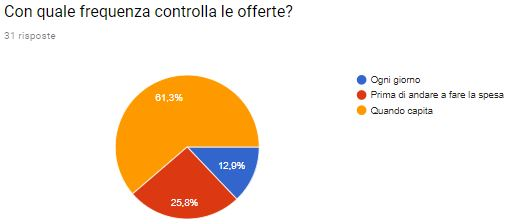 Con quale frequenza controlla le offerte?
31 risposte
Ogni giorno
Prima di andare a fare la spesa
Quando capita
61,3%
12,9%
25,8%